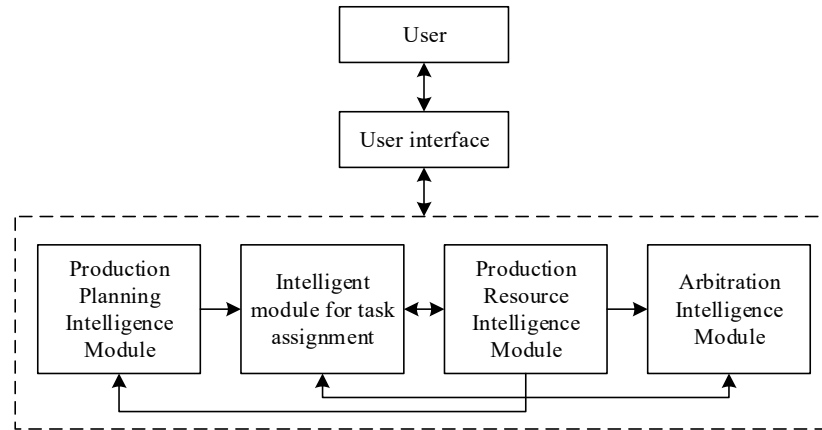 User
User interface
Production
Planning
Intelligence
Module
Intelligent
module for task
assignment
Production
Resource
Intelligence
Module
Arbitration
Intelligence
Module